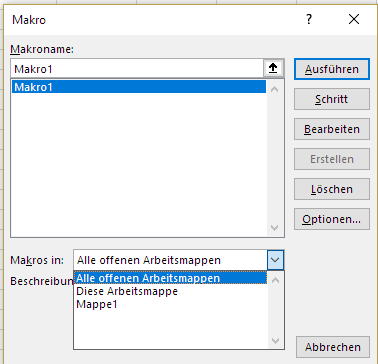 Makro
?
Makroname:
Makro1
Makro1
Ausführen
Schritt
Bearbeiten
Erstellen
Löschen
Optionen...
Makros in:
Alle offenen Arbeitsmappen
Alle offenen Arbeitsmappen
Diese Arbeitsmappe
Mappe1
Beschreibun
Abbrechen